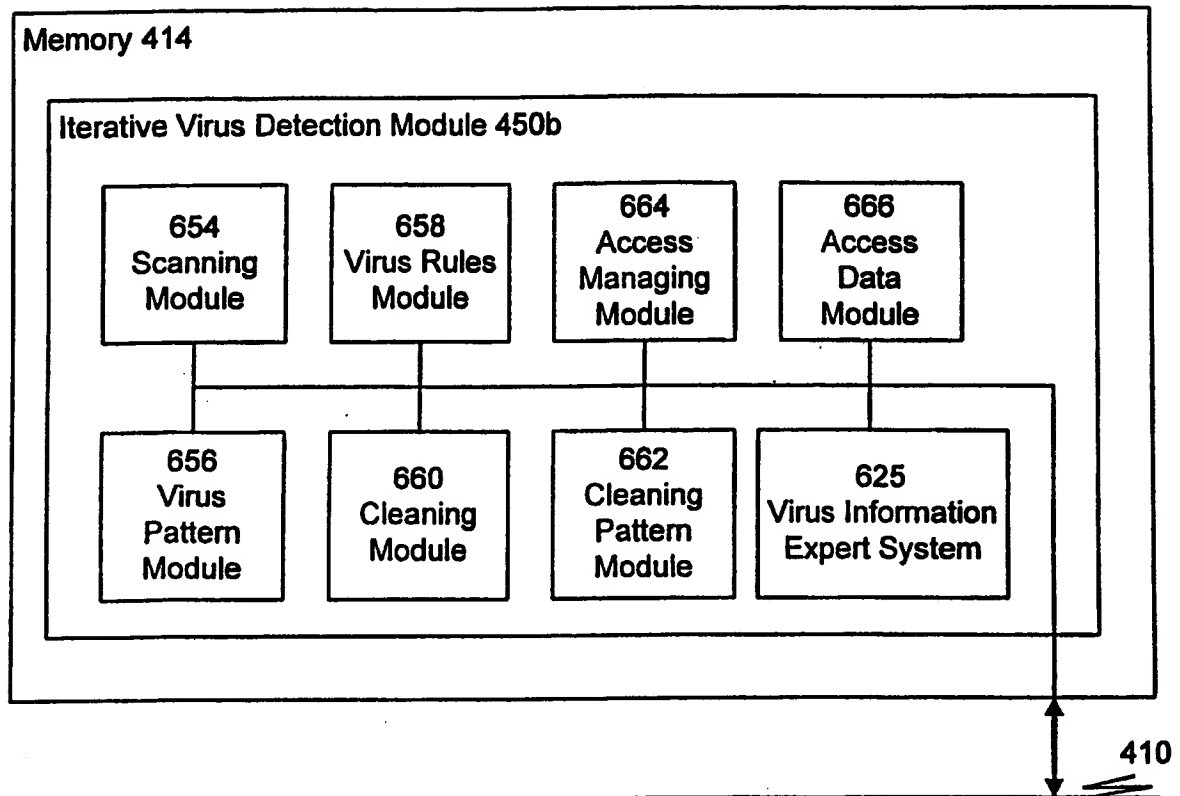 Memory 414
Iterative Virus Detection Module 450b
654
Scanning
Module
658
Virus Rules
Module
664
Access
Managing
Module
666
Access
Data
Module
656
Virus
Pattern
Module
660
Cleaning
Module
662
Cleaning
Pattern
Module
625
Virus Information
Expert System
410